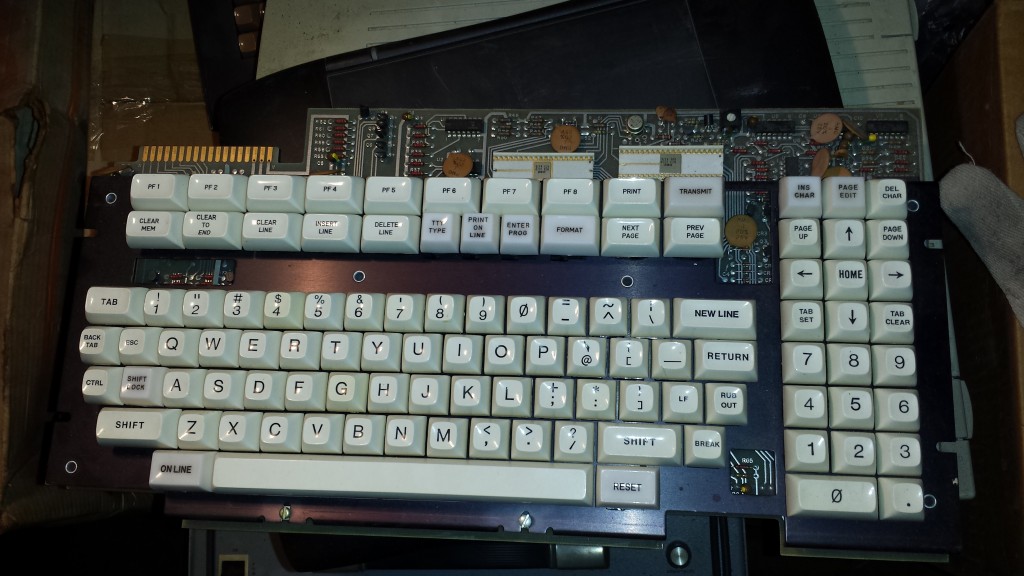 PF 1 PF 2 PF 3 PF 4 PF 5 PF 6 PF 7 PF 8 PRINT TRANSMIT
INS CHAR PAGE EDIT DEL CHAR
CLEAR MEM CLEAR TO END CLEAR LINE INSERT LINE DELETE LINE TTY TYPE PRINT ON LINE ENTER PROG FORMAT NEXT PAGE PREV PAGE
PAGE UP ↑ PAGE DOWN
← HOME →
TAB ! 1 " 2 # 3 $ 4 % 5 & 6 ' 7 ( 8 ) 9 Ø = - ~ ^ | \ NEW LINE
TAB SET ↓ TAB CLEAR
BACK TAB ESC Q W E R T Y U I O P ` @ { [ — RETURN
7 8 9
CTRL SHIFT LOCK A S D F G H J K L + ; * : } ] LF RUB OUT
4 5 6
SHIFT Z X C V B N M < , > . ? / SHIFT BREAK
1 2 3
R65
ON LINE RESET
Ø .